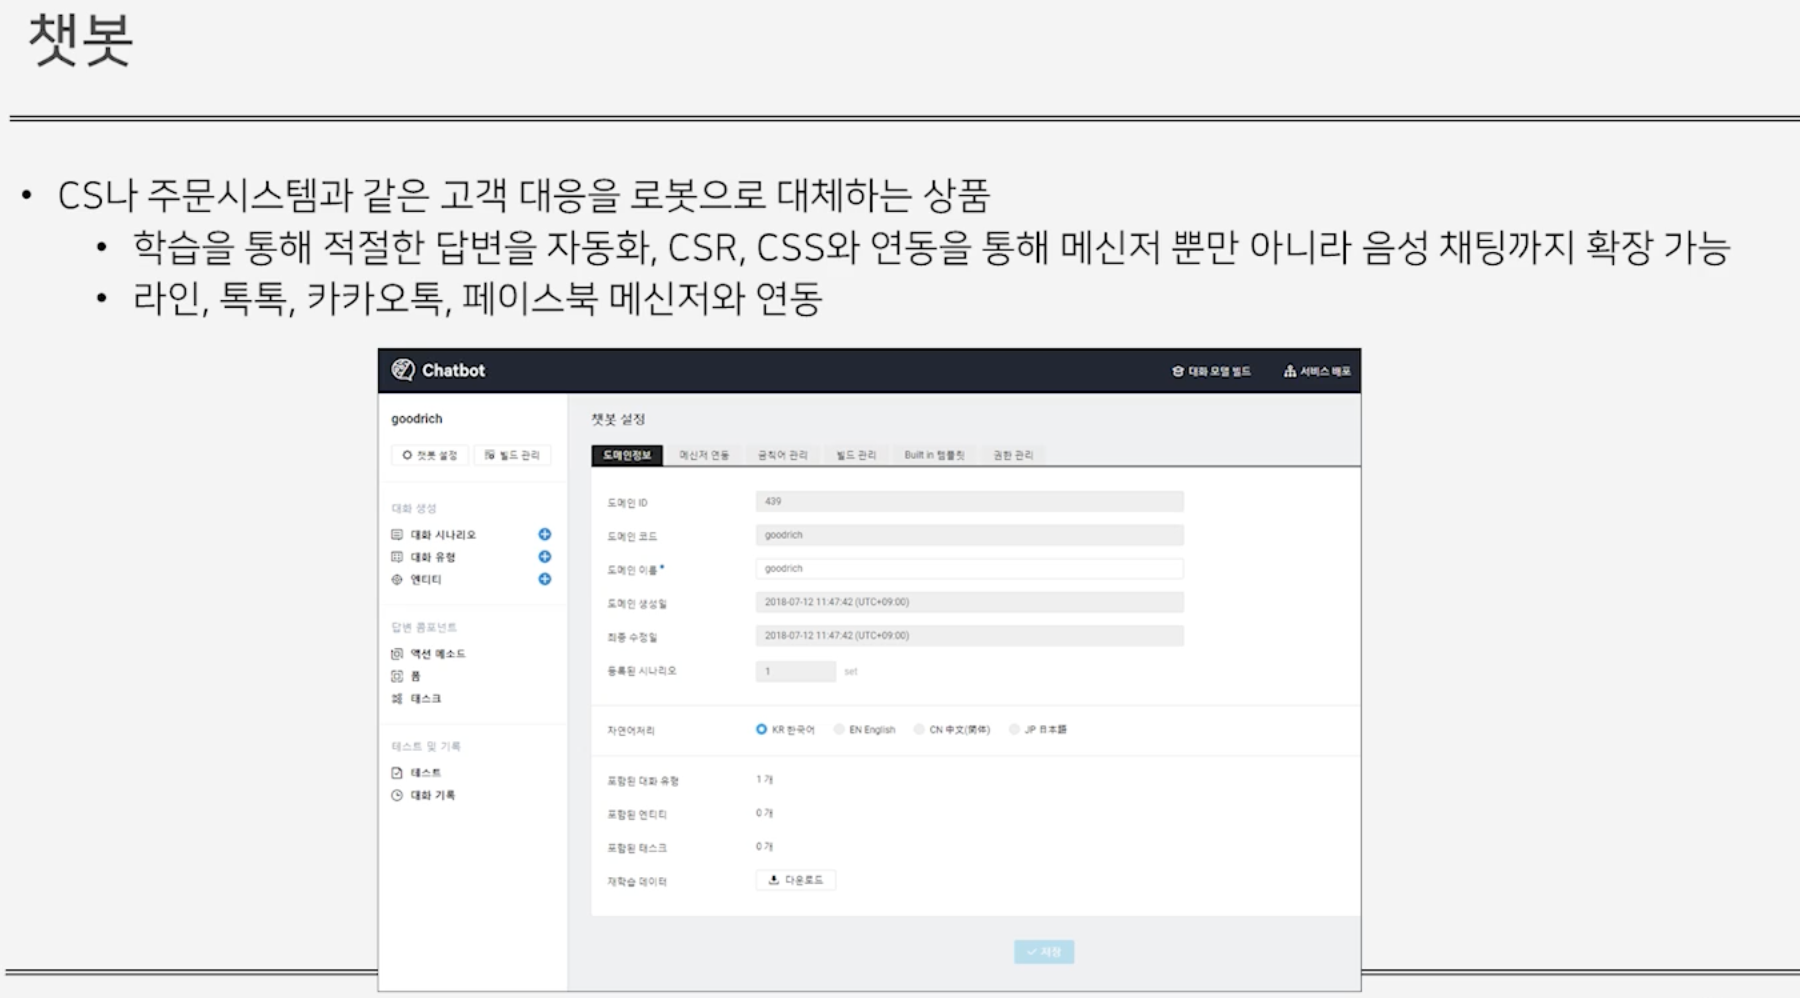 챗봇
• CS나 주문시스템과 같은 고객 대응을 로봇으로 대체하는 상품
• 학습을 통해 적절한 답변을 자동화, CSR, CSS와 연동을 통해 메신저 뿐만 아니라 음성 채팅까지 확장 가능
• 라인, 톡톡, 카카오톡, 페이스북 메신저와 연동
Chatbot
대화 모델 빌드 서비스 배포
goodrich
챗봇 설정 빌드 관리
대화 생성
대화 시나리오
대화 유형
엔티티
답변 콤포넌트
액션 메소드
폼
태스크
테스트 및 기록
테스트
대화 기록
챗봇 설정
도메인정보 메신저 연동 금칙어 관리 빌드 관리 Built in 템플릿 권한 관리
도메인 ID 439
도메인 코드 goodrich
도메인 이름* goodrich
도메인 생성일 2018-07-12 11:47:42 (UTC+09:00)
최종 수정일 2018-07-12 11:47:42 (UTC+09:00)
등록된 시나리오 1 set
자연어처리 KR 한국어 EN English CN 中文(简体) JP 日本語
포함된 대화 유형 1 개
포함된 엔티티 0 개
포함된 태스크 0 개
재학습 데이터 다운로드
저장